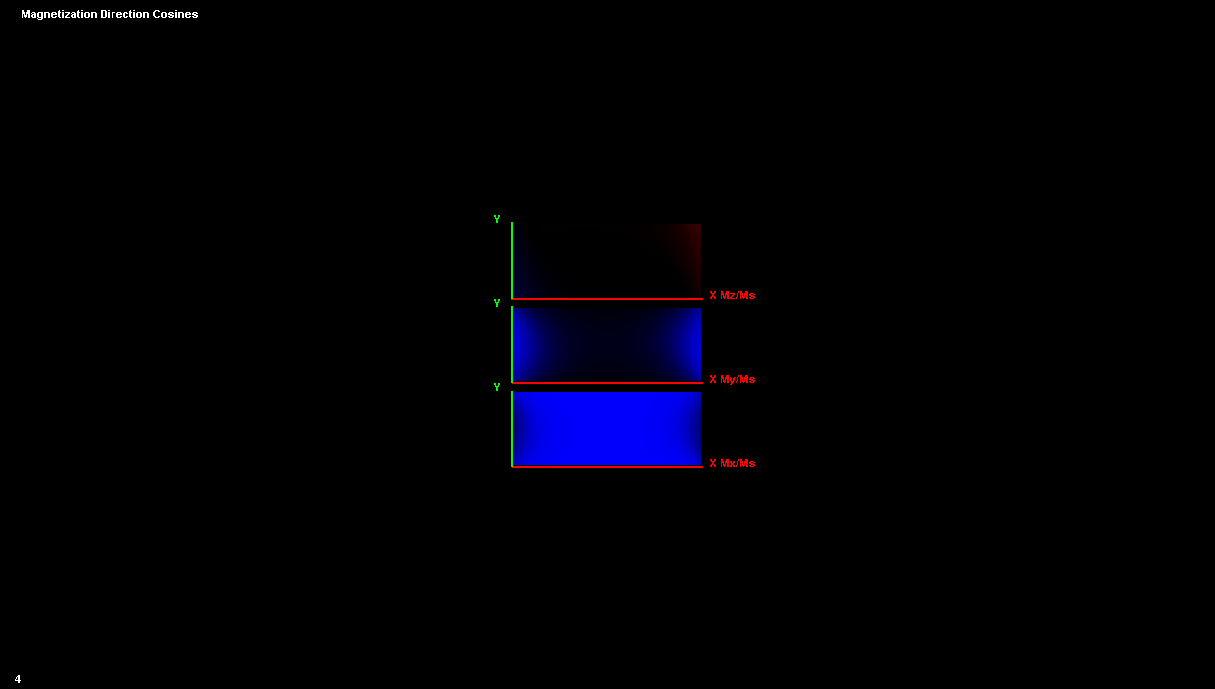 Magnetization Direction Cosines
Y
X Mz/Ms
Y
X My/Ms
Y
X Mx/Ms
4